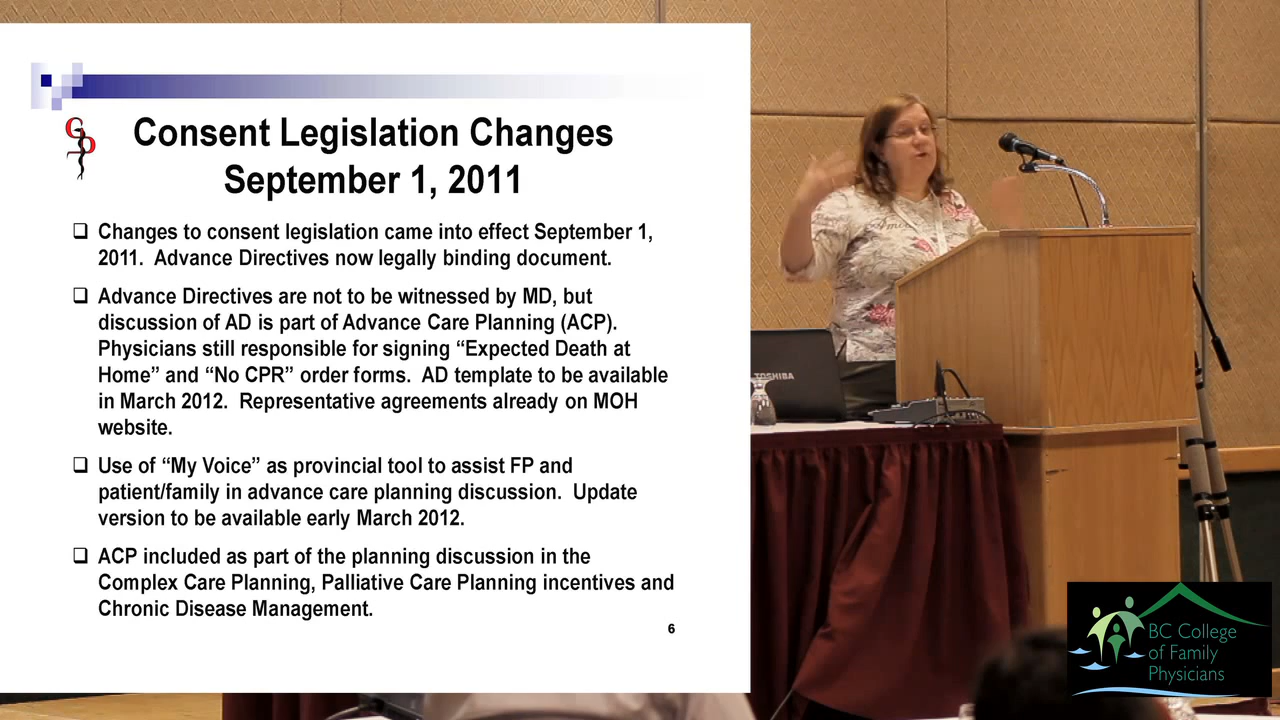 Consent Legislation Changes
September 1, 2011
❑ Changes to consent legislation came into effect September 1,
2011. Advance Directives now legally binding document.
❑ Advance Directives are not to be witnessed by MD, but
discussion of AD is part of Advance Care Planning (ACP).
Physicians still responsible for signing “Expected Death at
Home” and “No CPR” order forms. AD template to be available
in March 2012. Representative agreements already on MOH
website.
❑ Use of “My Voice” as provincial tool to assist FP and
patient/family in advance care planning discussion. Update
version to be available early March 2012.
❑ ACP included as part of the planning discussion in the
Complex Care Planning, Palliative Care Planning incentives and
Chronic Disease Management.
6
TOSHIBA
BC College
of Family
Physicians